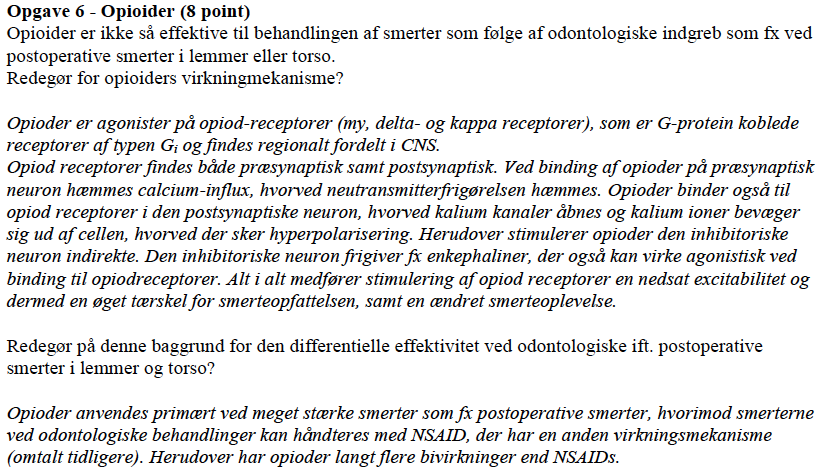 Opgave 6 - Opioider (8 point)
Opioider er ikke så effektive til behandlingen af smerter som følge af odontologiske indgreb som fx ved
postoperative smerter i lemmer eller torso.
Redegør for opioiders virkningmekanisme?
Opioder er agonister på opiod-receptorer (my, delta- og kappa receptorer), som er G-protein koblede
receptorer af typen Gi og findes regionalt fordelt i CNS.
Opiod receptorer findes både præsynaptisk samt postsynaptisk. Ved binding af opioder på præsynaptisk
neuron hæmmes calcium-influx, hvorved neutransmitterfrigørelsen hæmmes. Opioder binder også til
opiod receptorer i den postsynaptiske neuron, hvorved kalium kanaler åbnes og kalium ioner bevæger
sig ud af cellen, hvorved der sker hyperpolarisering. Herudover stimulerer opioder den inhibitoriske
neuron indirekte. Den inhibitoriske neuron frigiver fx enkephaliner, der også kan virke agonistisk ved
binding til opiodreceptorer. Alt i alt medfører stimulering af opiod receptorer en nedsat excitabilitet og
dermed en øget tærskel for smerteopfattelsen, samt en ændret smerteoplevelse.
Redegør på denne baggrund for den differentielle effektivitet ved odontologiske ift. postoperative
smerter i lemmer og torso?
Opioder anvendes primært ved meget stærke smerter som fx postoperative smerter, hvorimod smerterne
ved odontologiske behandlinger kan håndteres med NSAID, der har en anden virkningsmekanisme
(omtalt tidligere). Herudover har opioder langt flere bivirkninger end NSAIDs.